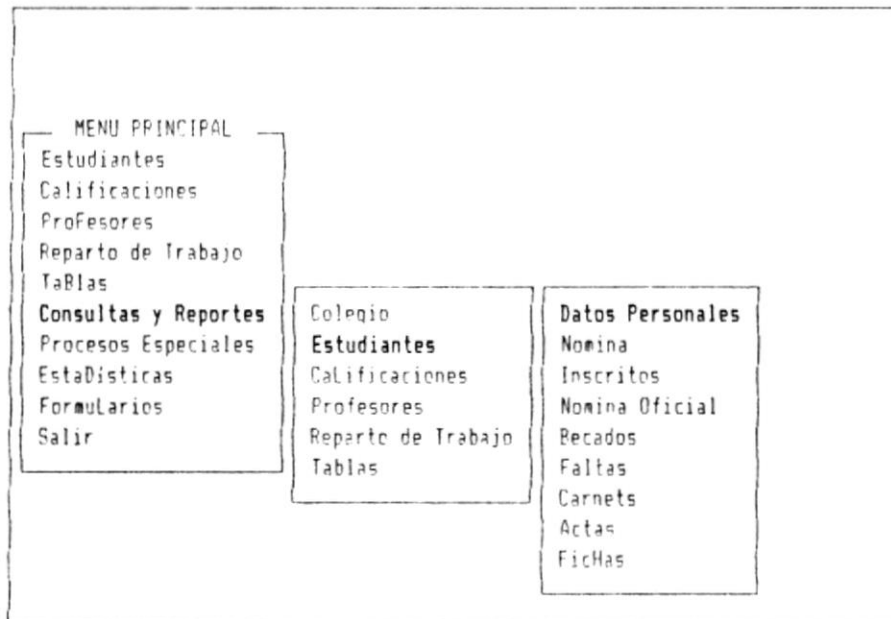 MENU PRINCIPAL
Estudiantes
Calificaciones
ProFesores
Reparto de Trabajo
TaBlas
Consultas y Reportes
Procesos Especiales
EstaDisticas
FormuLarios
Salir
Colegio
Estudiantes
CaLificaciones
Profesores
Reparto de Trabajo
Tablas
Datos Personales
Nomina
Inscritos
Nomina Oficial
Becados
Faltas
Carnets
Actas
FicHas